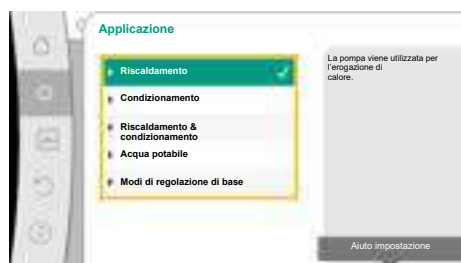 Applicazione
Riscaldamento
Condizionamento
Riscaldamento &
condizionamento
Acqua potabile
Modi di regolazione di base
La pompa viene utilizzata per
l'erogazione di
calore.
Aiuto impostazione